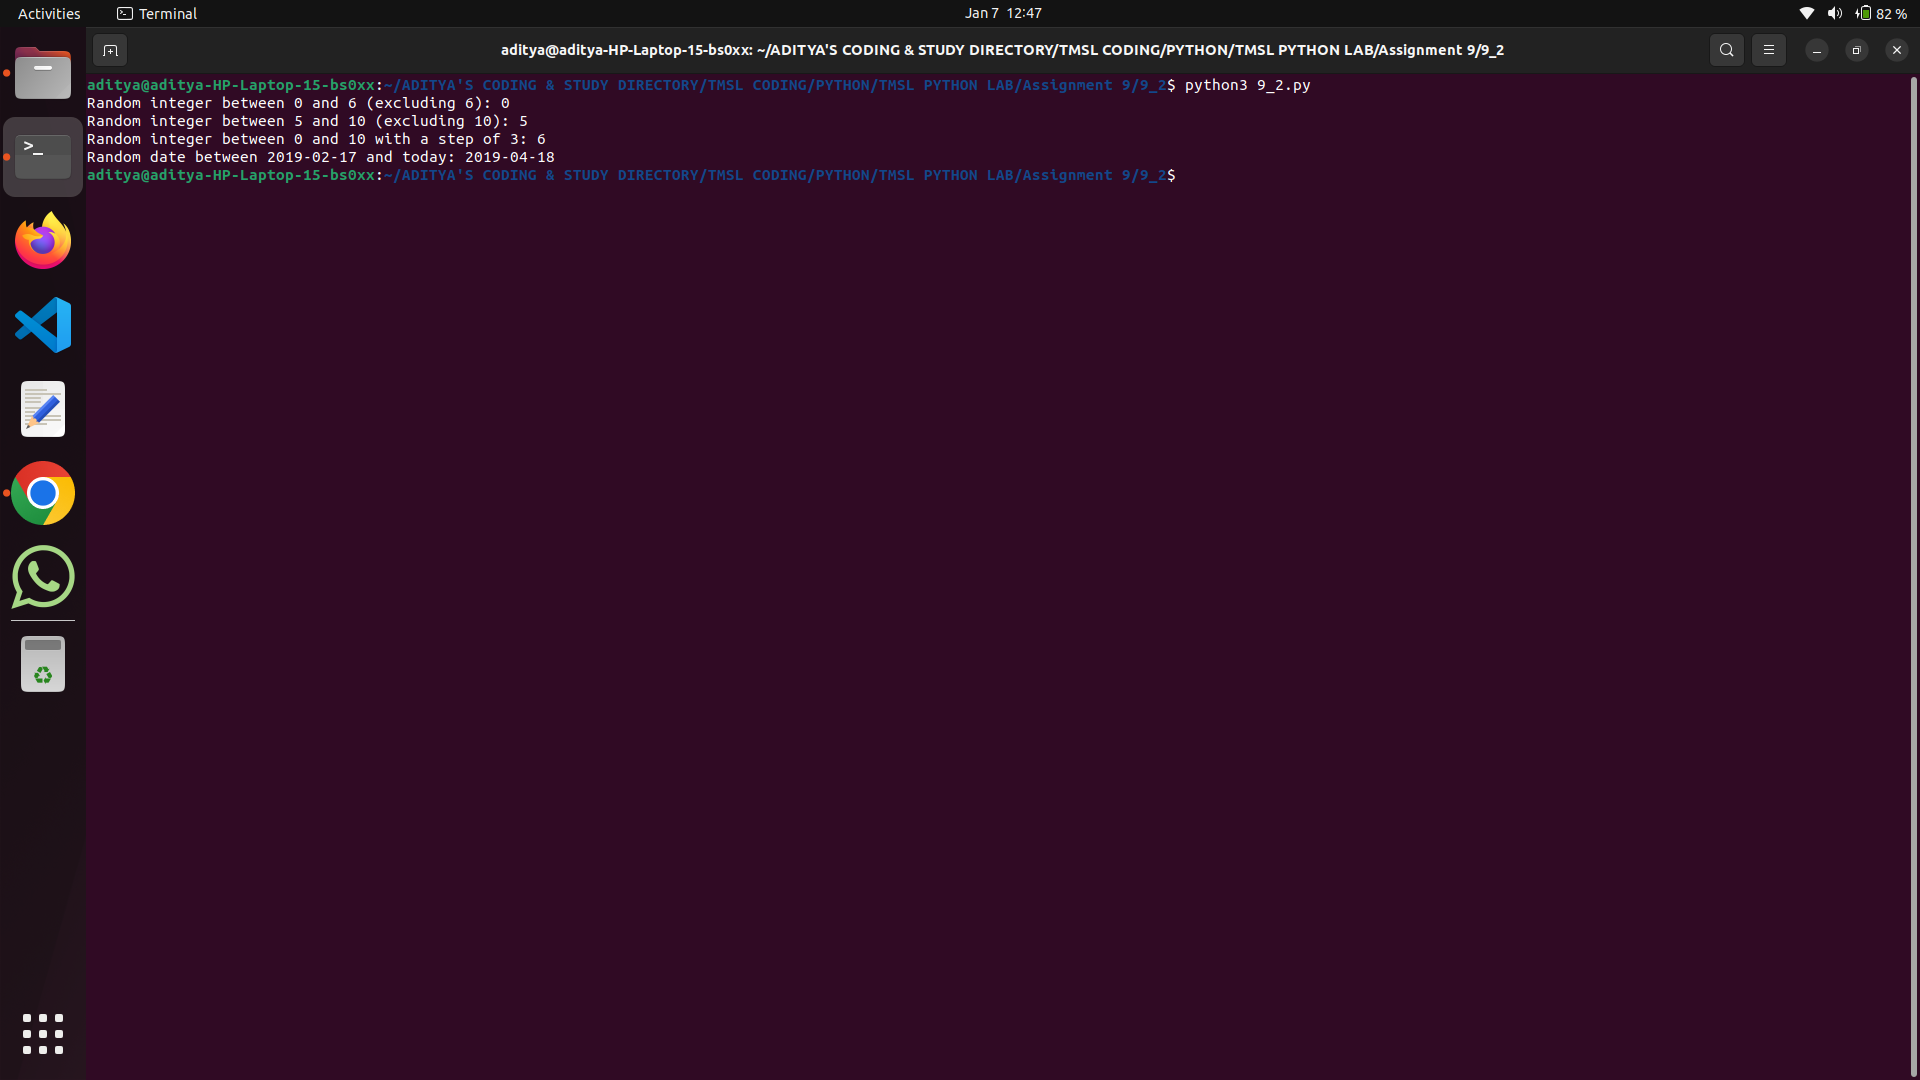 Activities
Terminal
Jan 7 12:47
82 %
aditya@aditya-HP-Laptop-15-bs0xx: ~/ADITYA'S CODING & STUDY DIRECTORY/TMSL CODING/PYTHON/TMSL PYTHON LAB/Assignment 9/9_2
aditya@aditya-HP-Laptop-15-bs0xx:~/ADITYA'S CODING & STUDY DIRECTORY/TMSL CODING/PYTHON/TMSL PYTHON LAB/Assignment 9/9_2$ python3 9_2.py
Random integer between 0 and 6 (excluding 6): 0
Random integer between 5 and 10 (excluding 10): 5
Random integer between 0 and 10 with a step of 3: 6
Random date between 2019-02-17 and today: 2019-04-18
aditya@aditya-HP-Laptop-15-bs0xx:~/ADITYA'S CODING & STUDY DIRECTORY/TMSL CODING/PYTHON/TMSL PYTHON LAB/Assignment 9/9_2$